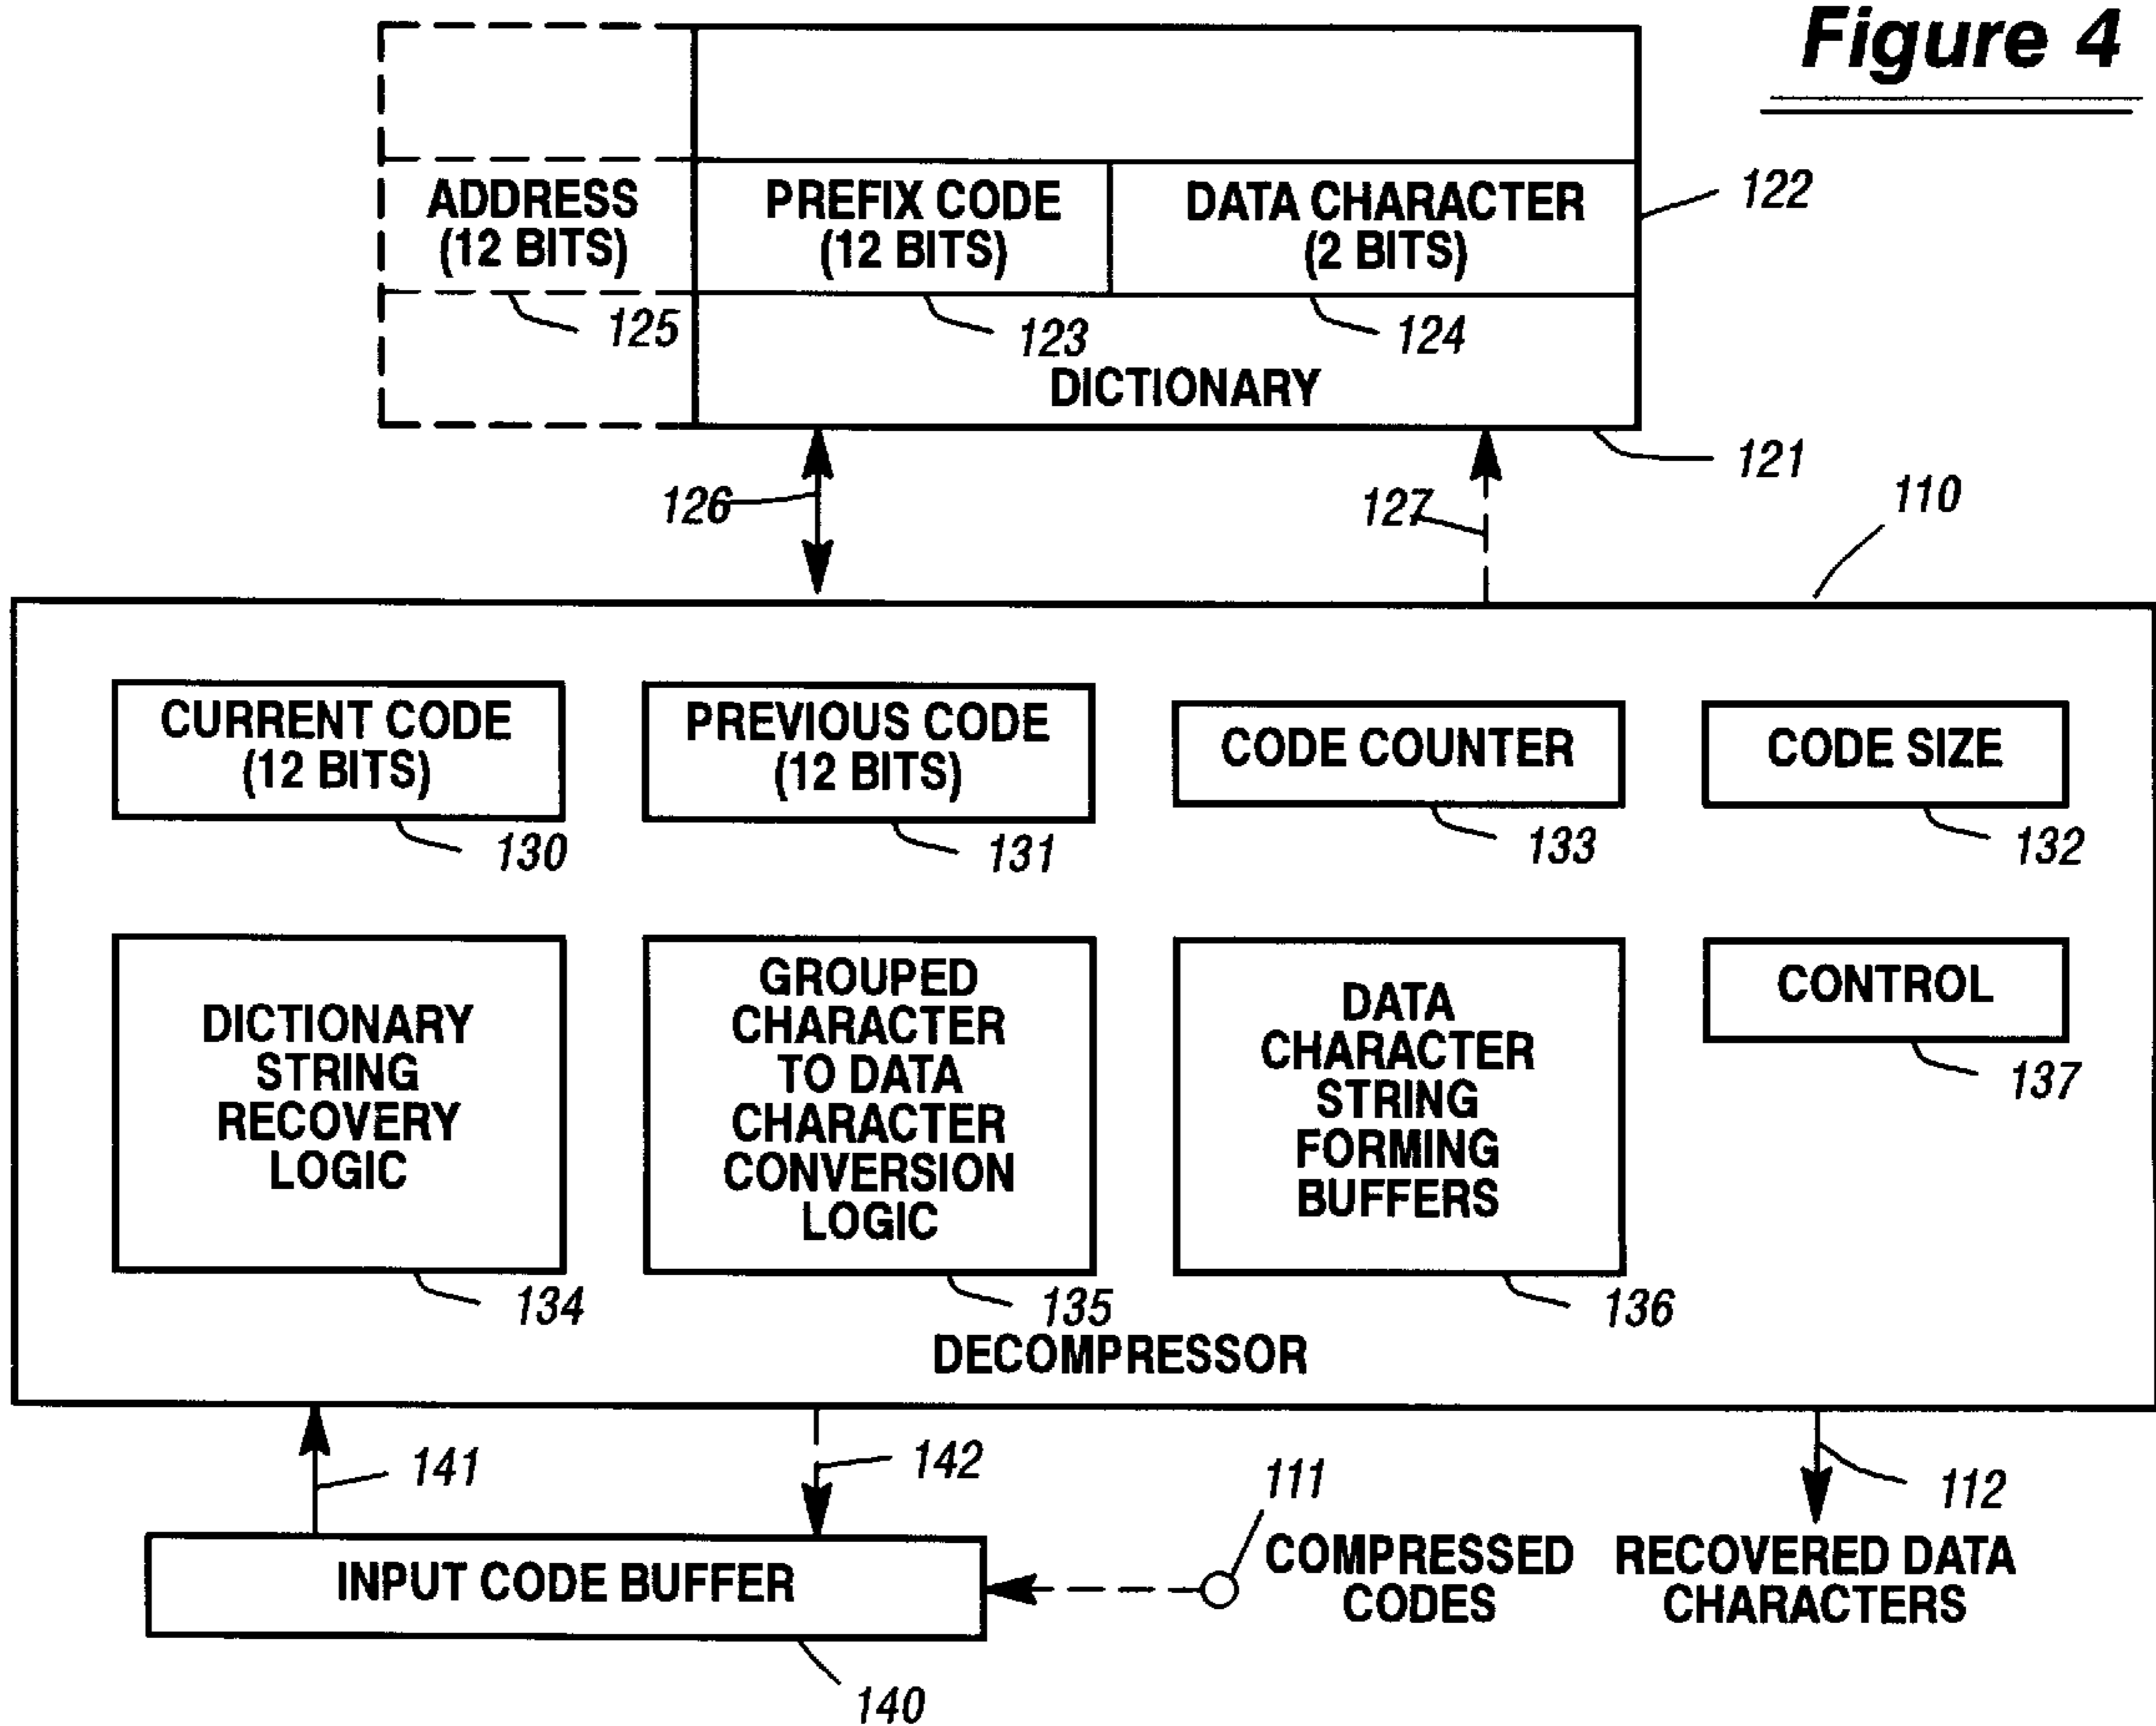 Figure 4
ADDRESS
(12 BITS)
PREFIX CODE
(12 BITS)
DATA CHARACTER
(2 BITS)
122
125
123
124
DICTIONARY
121
126
127
110
CURRENT CODE
(12 BITS)
PREVIOUS CODE
(12 BITS)
CODE COUNTER
CODE SIZE
130
131
133
132
DICTIONARY
STRING
RECOVERY
LOGIC
GROUPED
CHARACTER
TO DATA
CHARACTER
CONVERSION
LOGIC
DATA
CHARACTER
STRING
FORMING
BUFFERS
CONTROL
137
134
135
136
DECOMPRESSOR
141
142
111
112
INPUT CODE BUFFER
COMPRESSED
CODES
RECOVERED DATA
CHARACTERS
140